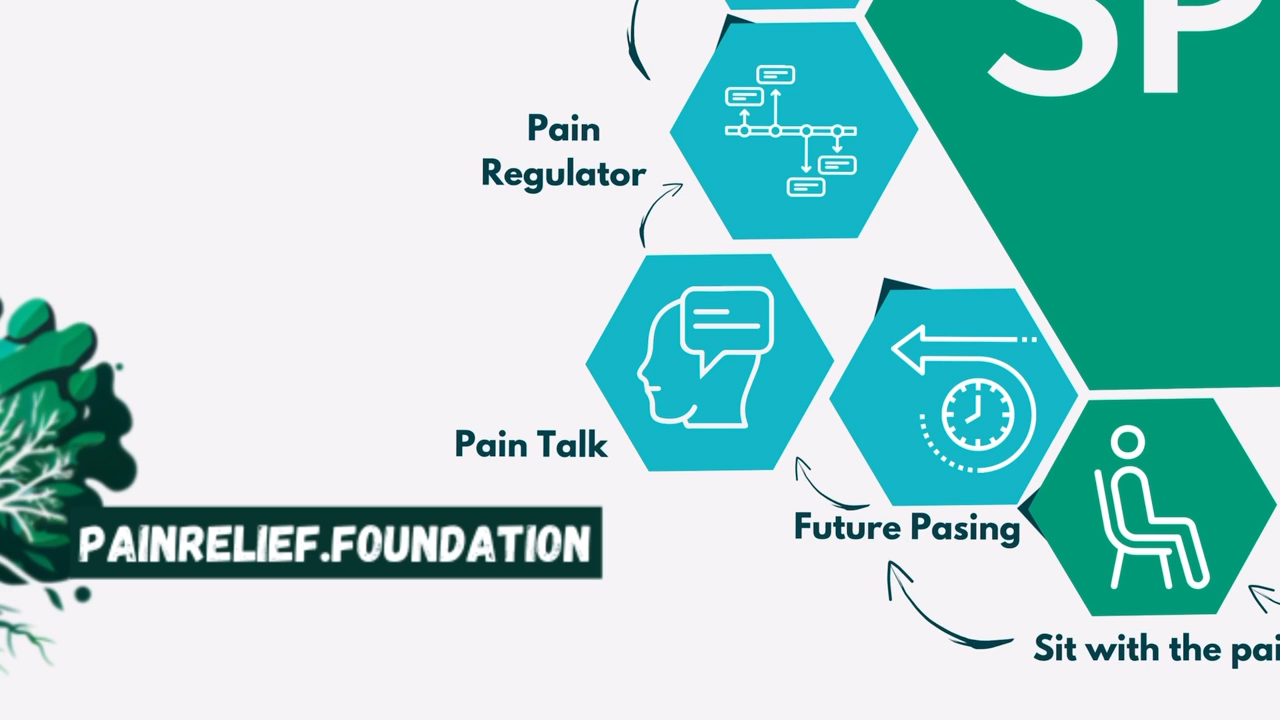 SP
Pain
Regulator
Pain Talk
PAINRELIEF.FOUNDATION
Future Pasing
Sit with the pai